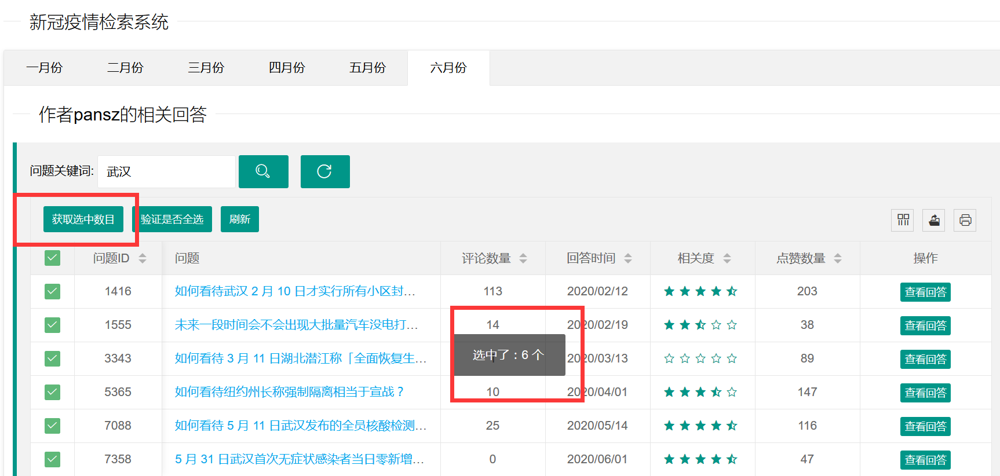 新冠疫情检索系统
一月份 二月份 三月份 四月份 五月份 六月份
作者pansz的相关回答
问题关键词: 武汉
获取选中数目 验证是否全选 刷新
问题ID 问题 评论数量 回答时间 相关度 点赞数量 操作
1416 如何看待武汉 2 月 10 日才实行所有小区封... 113 2020/02/12 203 查看回答
1555 未来一段时间会不会出现大批量汽车没电打... 14 2020/02/19 38 查看回答
3343 如何看待 3 月 11 日湖北潜江称「全面恢复生... 2020/03/13 89 查看回答
选中了：6 个
5365 如何看待纽约州长称强制隔离相当于宣战？ 10 2020/04/01 147 查看回答
7088 如何看待 5 月 11 日武汉发布的全员核酸检测... 25 2020/05/14 116 查看回答
7358 5 月 31 日武汉首次无症状感染者当日零新增... 0 2020/06/01 47 查看回答